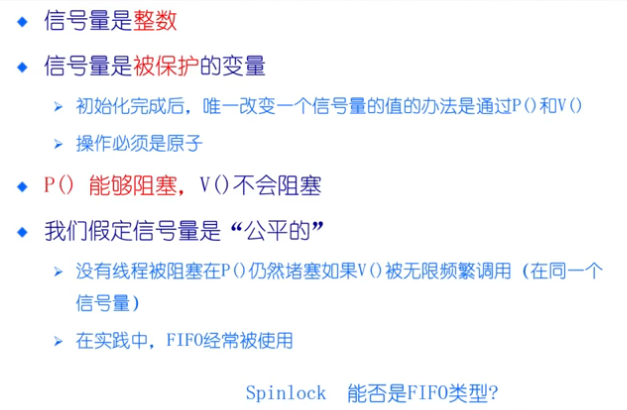 ◆ 信号量是整数
◆ 信号量是被保护的变量
➢ 初始化完成后，唯一改变一个信号量的值的办法是通过P()和V()
➢ 操作必须是原子
◆ P() 能够阻塞，V()不会阻塞
◆ 我们假定信号量是“公平的”
➢ 没有线程被阻塞在P()仍然堵塞如果V()被无限频繁调用（在同一个
信号量）
➢ 在实践中，FIFO经常被使用
Spinlock 能否是FIFO类型?